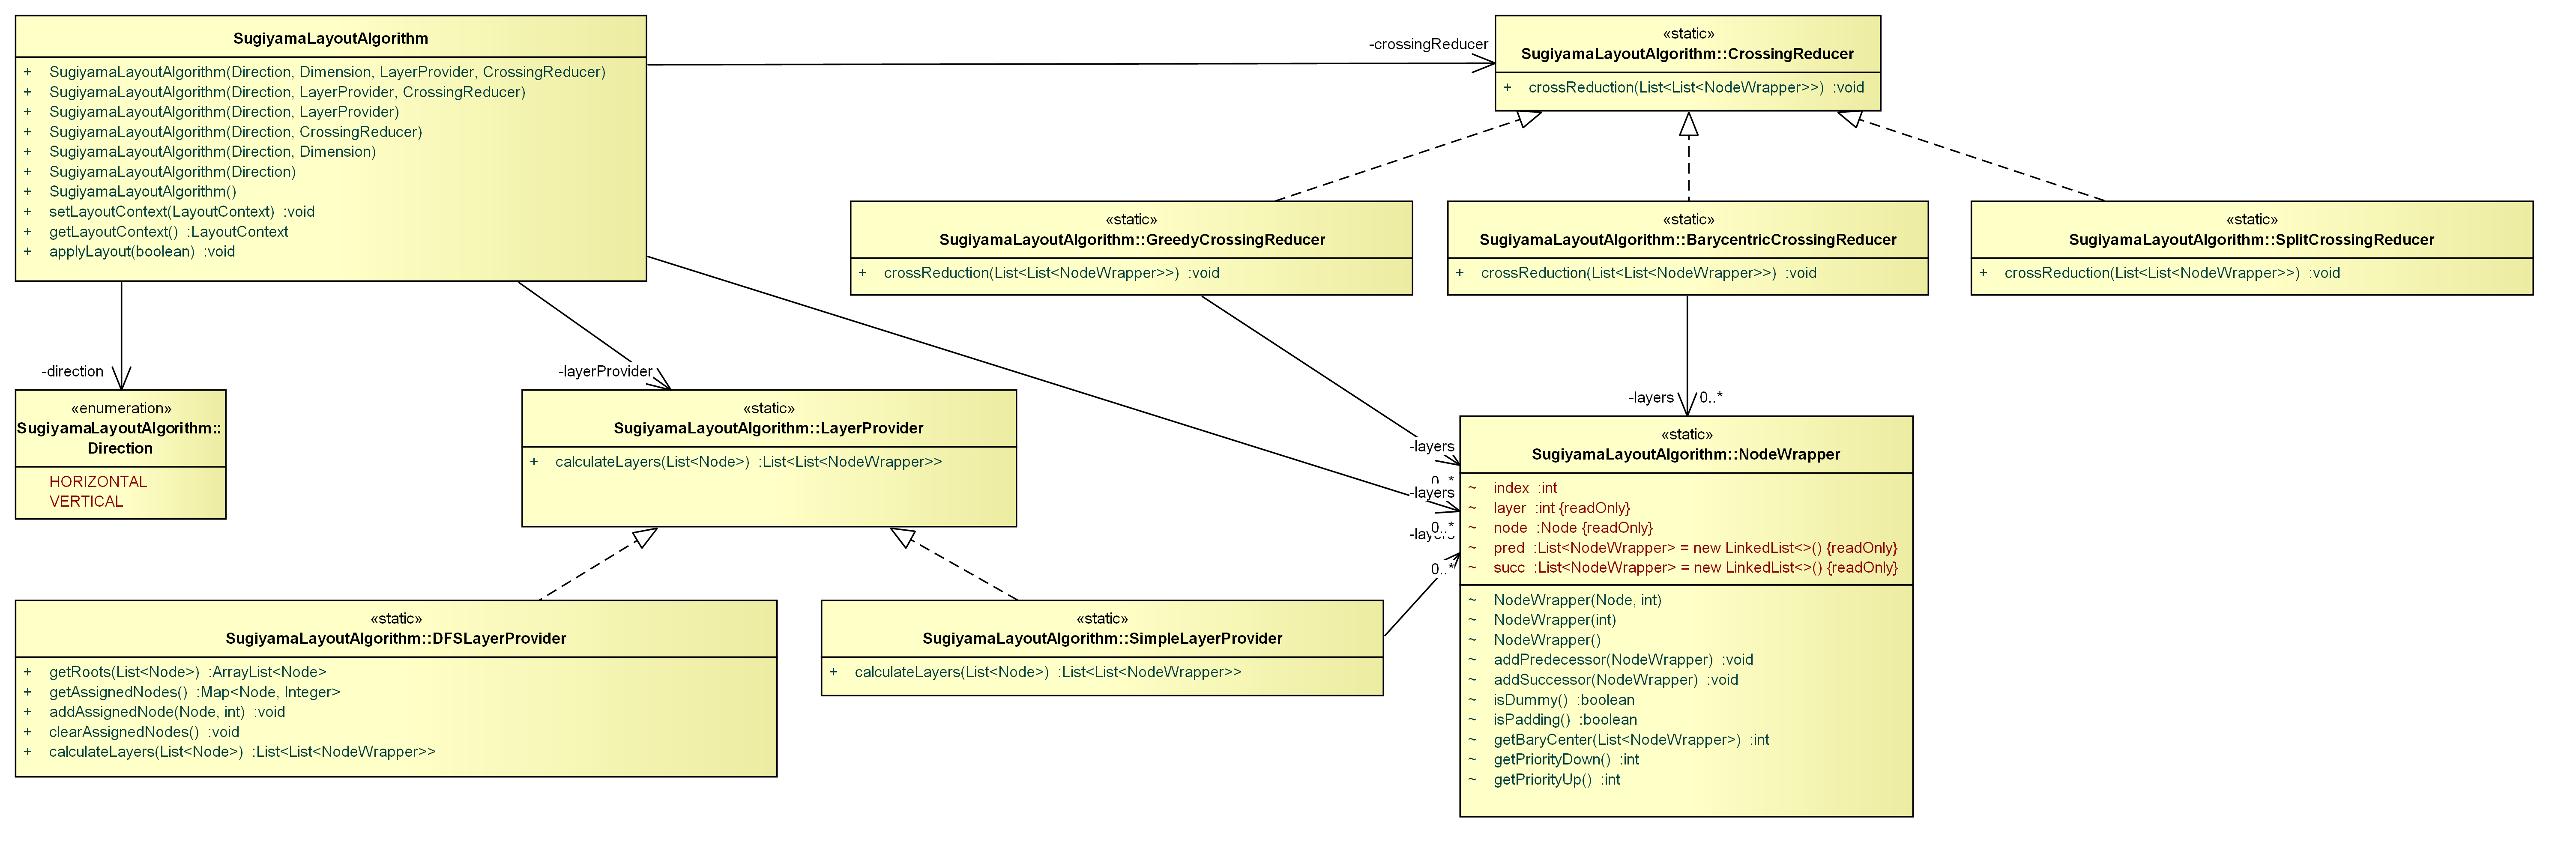 SugiyamaLayoutAlgorithm
+ SugiyamaLayoutAlgorithm(Direction, Dimension, LayerProvider, CrossingReducer)
+ SugiyamaLayoutAlgorithm(Direction, LayerProvider, CrossingReducer)
+ SugiyamaLayoutAlgorithm(Direction, LayerProvider)
+ SugiyamaLayoutAlgorithm(Direction, CrossingReducer)
+ SugiyamaLayoutAlgorithm(Direction, Dimension)
+ SugiyamaLayoutAlgorithm(Direction)
+ SugiyamaLayoutAlgorithm()
+ setLayoutContext(LayoutContext) :void
+ getLayoutContext() :LayoutContext
+ applyLayout(boolean) :void
-crossingReducer
«static»
SugiyamaLayoutAlgorithm::CrossingReducer
+ crossReduction(List<List<NodeWrapper>>) :void
«static»
SugiyamaLayoutAlgorithm::GreedyCrossingReducer
+ crossReduction(List<List<NodeWrapper>>) :void
«static»
SugiyamaLayoutAlgorithm::BarycentricCrossingReducer
+ crossReduction(List<List<NodeWrapper>>) :void
«static»
SugiyamaLayoutAlgorithm::SplitCrossingReducer
+ crossReduction(List<List<NodeWrapper>>) :void
-direction
«enumeration»
SugiyamaLayoutAlgorithm::
Direction
HORIZONTAL
VERTICAL
-layerProvider
«static»
SugiyamaLayoutAlgorithm::LayerProvider
+ calculateLayers(List<Node>) :List<List<NodeWrapper>>
-layers 0..*
-layers
0..*
-layers
0..*
-layers
0..*
«static»
SugiyamaLayoutAlgorithm::NodeWrapper
~ index :int
~ layer :int {readOnly}
~ node :Node {readOnly}
~ pred :List<NodeWrapper> = new LinkedList<>() {readOnly}
~ succ :List<NodeWrapper> = new LinkedList<>() {readOnly}
~ NodeWrapper(Node, int)
~ NodeWrapper(int)
~ NodeWrapper()
~ addPredecessor(NodeWrapper) :void
~ addSuccessor(NodeWrapper) :void
~ isDummy() :boolean
~ isPadding() :boolean
~ getBaryCenter(List<NodeWrapper>) :int
~ getPriorityDown() :int
~ getPriorityUp() :int
«static»
SugiyamaLayoutAlgorithm::DFSLayerProvider
+ getRoots(List<Node>) :ArrayList<Node>
+ getAssignedNodes() :Map<Node, Integer>
+ addAssignedNode(Node, int) :void
+ clearAssignedNodes() :void
+ calculateLayers(List<Node>) :List<List<NodeWrapper>>
«static»
SugiyamaLayoutAlgorithm::SimpleLayerProvider
+ calculateLayers(List<Node>) :List<List<NodeWrapper>>